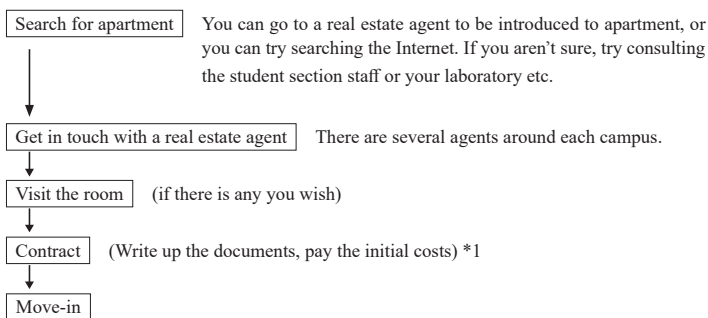 Search for apartment You can go to a real estate agent to be introduced to apartment, or
you can try searching the Internet. If you aren't sure, try consulting
the student section staff or your laboratory etc.
Get in touch with a real estate agent There are several agents around each campus.
Visit the room (if there is any you wish)
Contract (Write up the documents, pay the initial costs) *1
Move-in